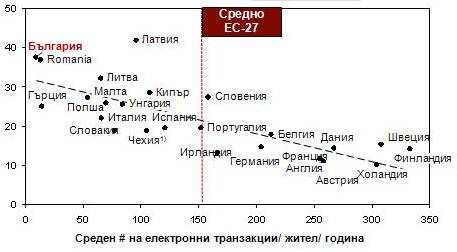 Средно
ЕС-27
50
40
30
20
10
0
България
Romania
Латвия
Литва
Гърция
Малта
Кипър
Полша
Унгария
Словения
Италия
Испания
Словакия
Чехия¹⁾
Португалия
Ирландия
Белгия
Германия
Дания
Франция
Англия
Австрия
Швеция
Финландия
Холандия
0 50 100 150 200 250 300 350
Среден # на електронни транзакции/ жител/ година